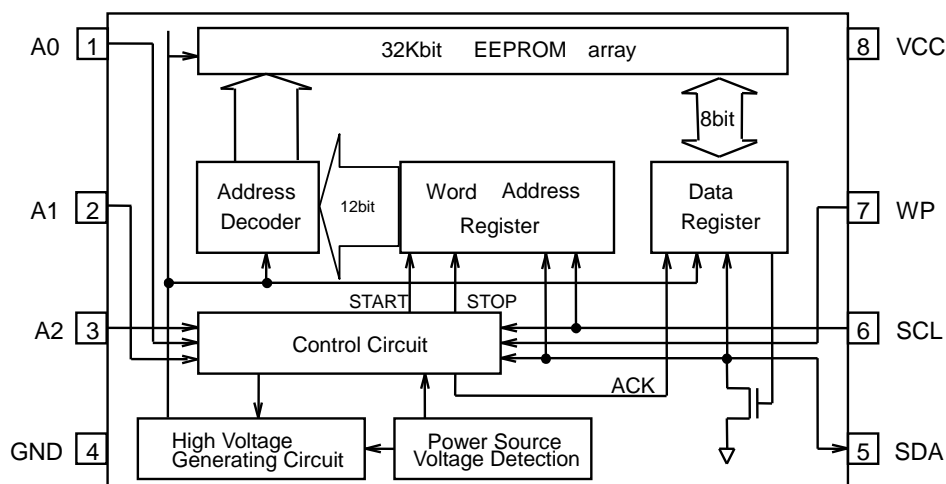 A0 1 32Kbit EEPROM array 8 VCC
8bit
A1 2 Address Decoder 12bit Word Address Register Data Register 7 WP
START STOP
A2 3 Control Circuit 6 SCL
ACK
GND 4 High Voltage Generating Circuit Power Source Voltage Detection 5 SDA